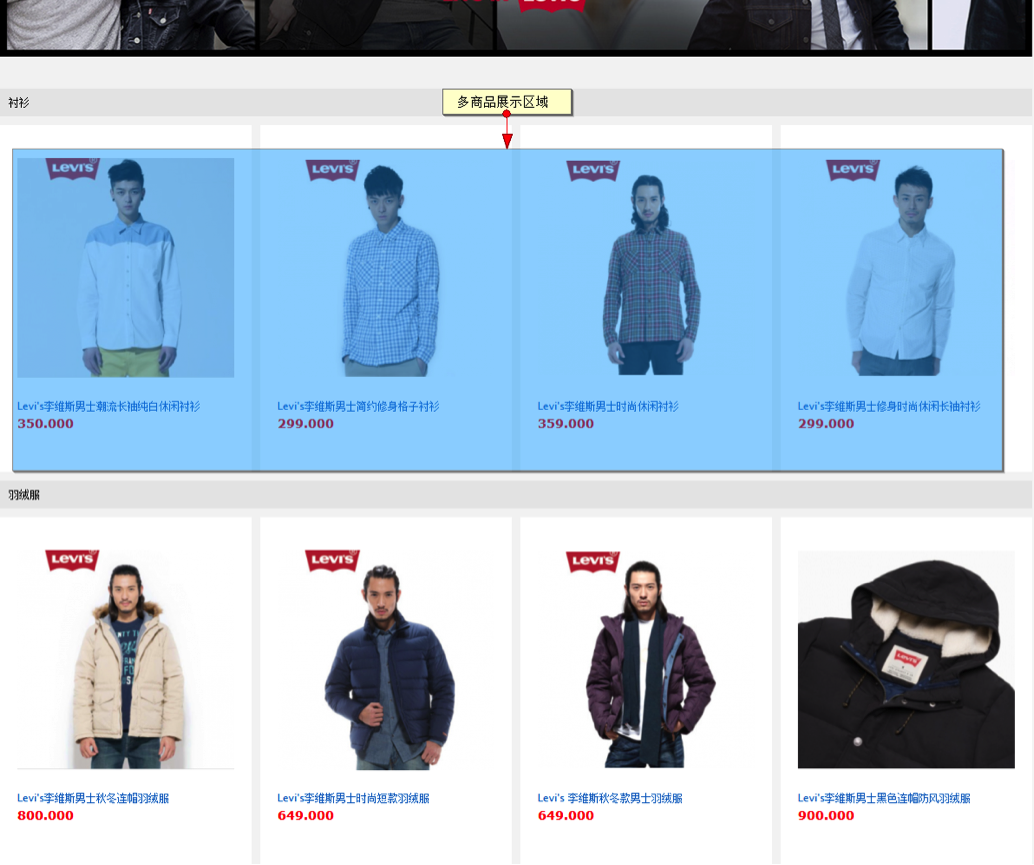 Levi's
衬衫
多商品展示区域
Levi's
Levi's
Levi's
Levi's
Levi's李维斯男士潮流长袖纯白休闲衬衫
350.000
Levi's李维斯男士简约修身格子衬衫
299.000
Levi's李维斯男士时尚休闲衬衫
359.000
Levi's李维斯男士修身时尚休闲长袖衬衫
299.000
羽绒服
Levi's
Levi's
Levi's
Levi's
Levi's李维斯男士秋冬连帽羽绒服
800.000
Levi's李维斯男士时尚短款羽绒服
649.000
Levi's 李维斯秋冬款男士羽绒服
649.000
Levi's李维斯男士黑色连帽防风羽绒服
900.000